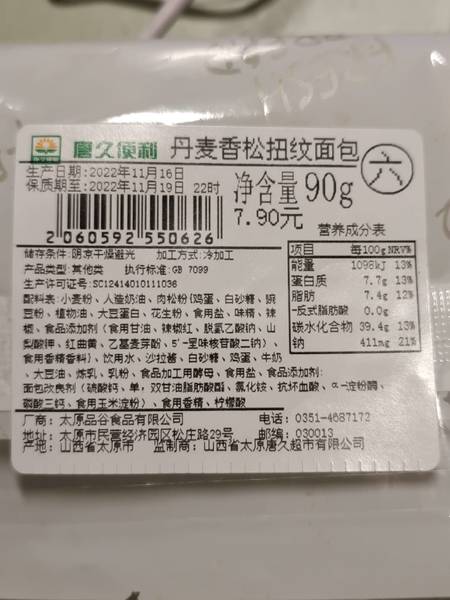 唐久便利 丹麦香松扭纹面包 六
生产日期:2022年11月16日
保质期至:2022年11月19日 22时
净含量 90g
7.90元
2 060592 550626
营养成分表
项目 每100g NRV%
能量 1098kJ 13%
蛋白质 7.7g 13%
脂肪 7.4g 12%
-反式脂肪酸 0.0g
碳水化合物 39.4g 13%
钠 411mg 21%
储存条件:阴凉干燥避光 加工方式:冷加工
产品类型:其他类 执行标准:GB 7099
生产许可证号:SC12414010111036
配料表:小麦粉、人造奶油、肉松粉(鸡蛋、白砂糖、豌
豆粉、植物油、大豆蛋白、花生粉、食用盐、味精、辣
椒、食品添加剂(食用甘油、辣椒红、脱氢乙酸钠、山
梨酸钾、红曲黄、乙基麦芽酚、5'-呈味核苷酸二钠)、
食用香精香料)、饮用水、沙拉酱、白砂糖、鸡蛋、牛奶
、大豆油、炼乳、乳粉、食品加工用酵母、食用盐、食品添加剂:
面包改良剂(硫酸钙、单,双甘油脂肪酸酯、氯化铵、抗坏血酸、α-淀粉酶、
磷酸三钙、食用玉米淀粉)、食用香精、柠檬酸
厂商:太原品谷食品有限公司 电话:0351-4687172
地址:太原市民营经济园区松庄路29号 邮编:030013
产地:山西省太原市 监制商:山西省太原唐久超市有限公司